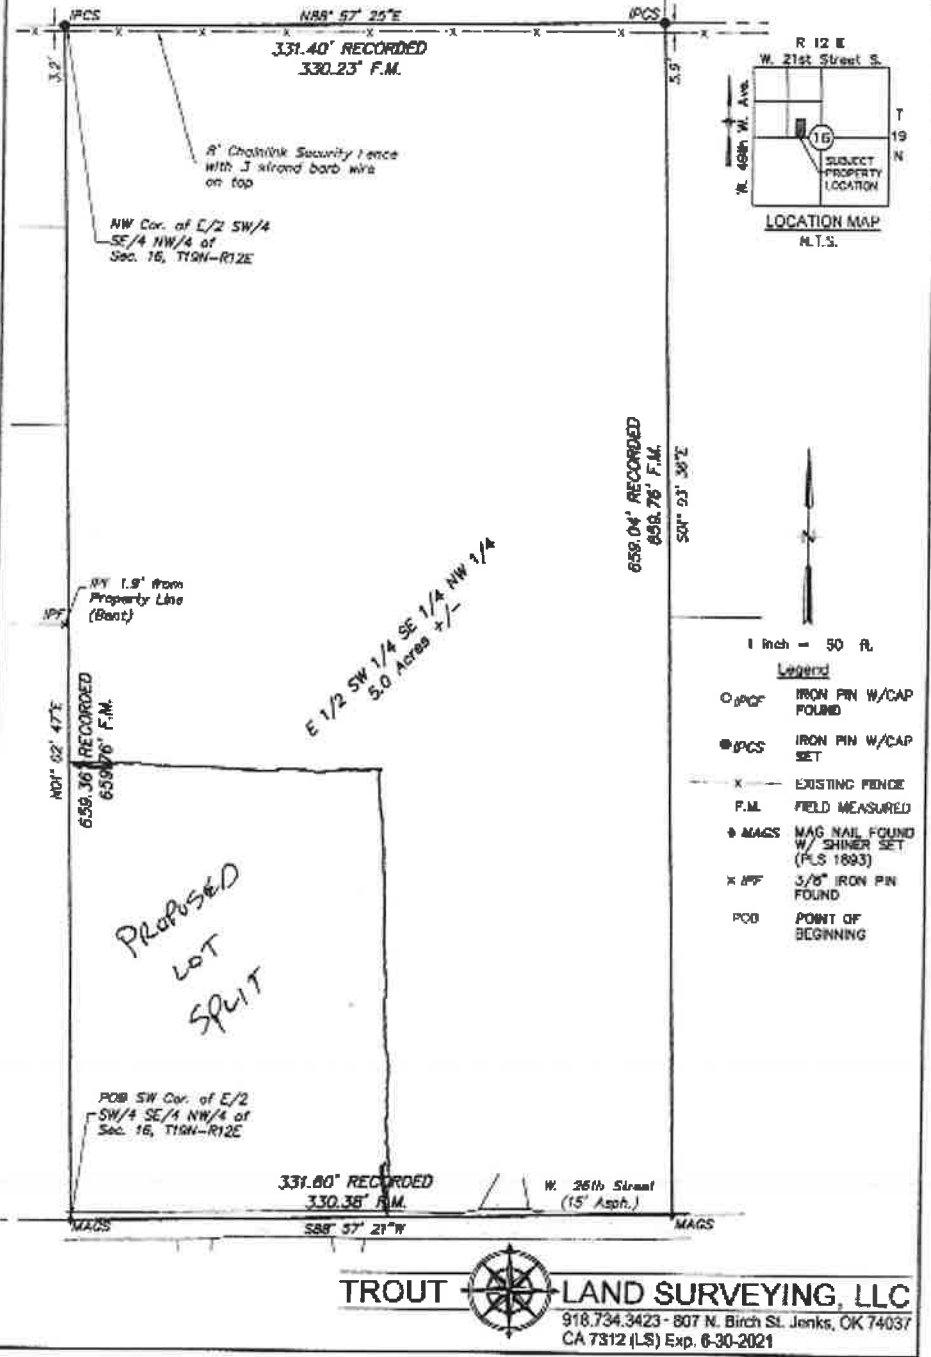 IPCS
N88° 57' 25"E
IPCS
331.40' RECORDED
330.23' F.M.
3.2'
5.9'
8' Chainlink Security Fence
with 3 strand barb wire
on top
NW Cor. of E/2 SW/4
SE/4 NW/4 of
Sec. 16, T19N-R12E
R 12 E
W. 21st Street S.
W. 49th W. Ave.
16
T
19
N
SUBJECT
PROPERTY
LOCATION
LOCATION MAP
N.T.S.
659.04' RECORDED
659.76' F.M.
S01° 03' 36"E
IPF 1.9' from
Property Line
(Bent)
IPF
E 1/2 SW 1/4 SE 1/4 NW 1/4
5.0 Acres +/-
N01° 02' 47"E
659.36' RECORDED
659.76' F.M.
N
1 inch = 50 ft.
Legend
IPCF IRON PIN W/CAP
FOUND
IPCS IRON PIN W/CAP
SET
X EXISTING FENCE
F.M. FIELD MEASURED
MAGS MAG NAIL FOUND
W/ SHINER SET
(PLS 1893)
X IPF 3/8" IRON PIN
FOUND
POB POINT OF
BEGINNING
PROPOSED
LOT
SPLIT
POB SW Cor. of E/2
SW/4 SE/4 NW/4 of
Sec. 16, T19N-R12E
331.60' RECORDED
330.38' F.M.
W. 26th Street
(15' Asph.)
MAGS
S88° 57' 21"W
MAGS
TROUT LAND SURVEYING, LLC
918.734.3423 - 807 N. Birch St. Jenks, OK 74037
CA 7312 (LS) Exp. 6-30-2021